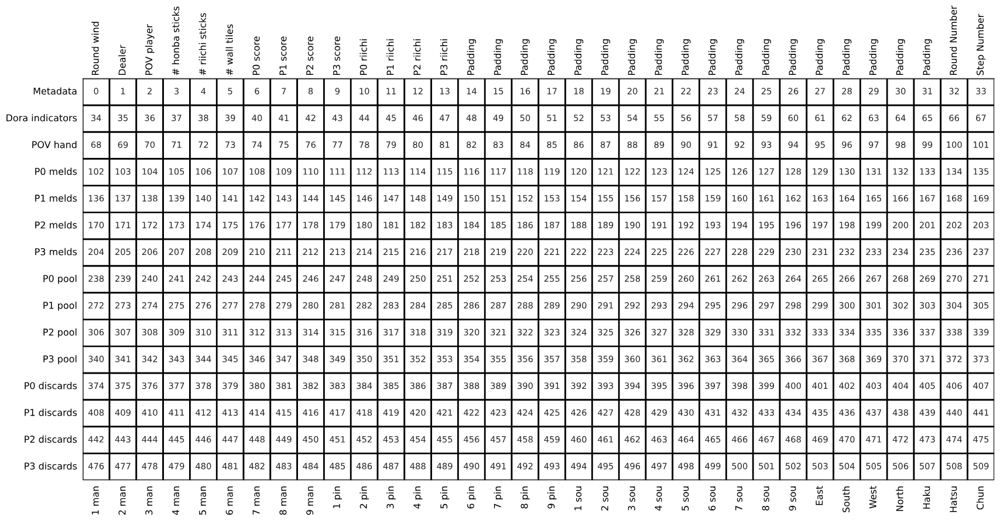 Round wind Dealer POV player # honba sticks # riichi sticks # wall tiles P0 score P1 score P2 score P3 score P0 riichi P1 riichi P2 riichi P3 riichi Padding Padding Padding Padding Padding Padding Padding Padding Padding Padding Padding Padding Padding Padding Padding Padding Padding Padding Round Number Step Number
Metadata 0 1 2 3 4 5 6 7 8 9 10 11 12 13 14 15 16 17 18 19 20 21 22 23 24 25 26 27 28 29 30 31 32 33
Dora indicators 34 35 36 37 38 39 40 41 42 43 44 45 46 47 48 49 50 51 52 53 54 55 56 57 58 59 60 61 62 63 64 65 66 67
POV hand 68 69 70 71 72 73 74 75 76 77 78 79 80 81 82 83 84 85 86 87 88 89 90 91 92 93 94 95 96 97 98 99 100 101
P0 melds 102 103 104 105 106 107 108 109 110 111 112 113 114 115 116 117 118 119 120 121 122 123 124 125 126 127 128 129 130 131 132 133 134 135
P1 melds 136 137 138 139 140 141 142 143 144 145 146 147 148 149 150 151 152 153 154 155 156 157 158 159 160 161 162 163 164 165 166 167 168 169
P2 melds 170 171 172 173 174 175 176 177 178 179 180 181 182 183 184 185 186 187 188 189 190 191 192 193 194 195 196 197 198 199 200 201 202 203
P3 melds 204 205 206 207 208 209 210 211 212 213 214 215 216 217 218 219 220 221 222 223 224 225 226 227 228 229 230 231 232 233 234 235 236 237
P0 pool 238 239 240 241 242 243 244 245 246 247 248 249 250 251 252 253 254 255 256 257 258 259 260 261 262 263 264 265 266 267 268 269 270 271
P1 pool 272 273 274 275 276 277 278 279 280 281 282 283 284 285 286 287 288 289 290 291 292 293 294 295 296 297 298 299 300 301 302 303 304 305
P2 pool 306 307 308 309 310 311 312 313 314 315 316 317 318 319 320 321 322 323 324 325 326 327 328 329 330 331 332 333 334 335 336 337 338 339
P3 pool 340 341 342 343 344 345 346 347 348 349 350 351 352 353 354 355 356 357 358 359 360 361 362 363 364 365 366 367 368 369 370 371 372 373
P0 discards 374 375 376 377 378 379 380 381 382 383 384 385 386 387 388 389 390 391 392 393 394 395 396 397 398 399 400 401 402 403 404 405 406 407
P1 discards 408 409 410 411 412 413 414 415 416 417 418 419 420 421 422 423 424 425 426 427 428 429 430 431 432 433 434 435 436 437 438 439 440 441
P2 discards 442 443 444 445 446 447 448 449 450 451 452 453 454 455 456 457 458 459 460 461 462 463 464 465 466 467 468 469 470 471 472 473 474 475
P3 discards 476 477 478 479 480 481 482 483 484 485 486 487 488 489 490 491 492 493 494 495 496 497 498 499 500 501 502 503 504 505 506 507 508 509
1 man 2 man 3 man 4 man 5 man 6 man 7 man 8 man 9 man 1 pin 2 pin 3 pin 4 pin 5 pin 6 pin 7 pin 8 pin 9 pin 1 sou 2 sou 3 sou 4 sou 5 sou 6 sou 7 sou 8 sou 9 sou East South West North Haku Hatsu Chun